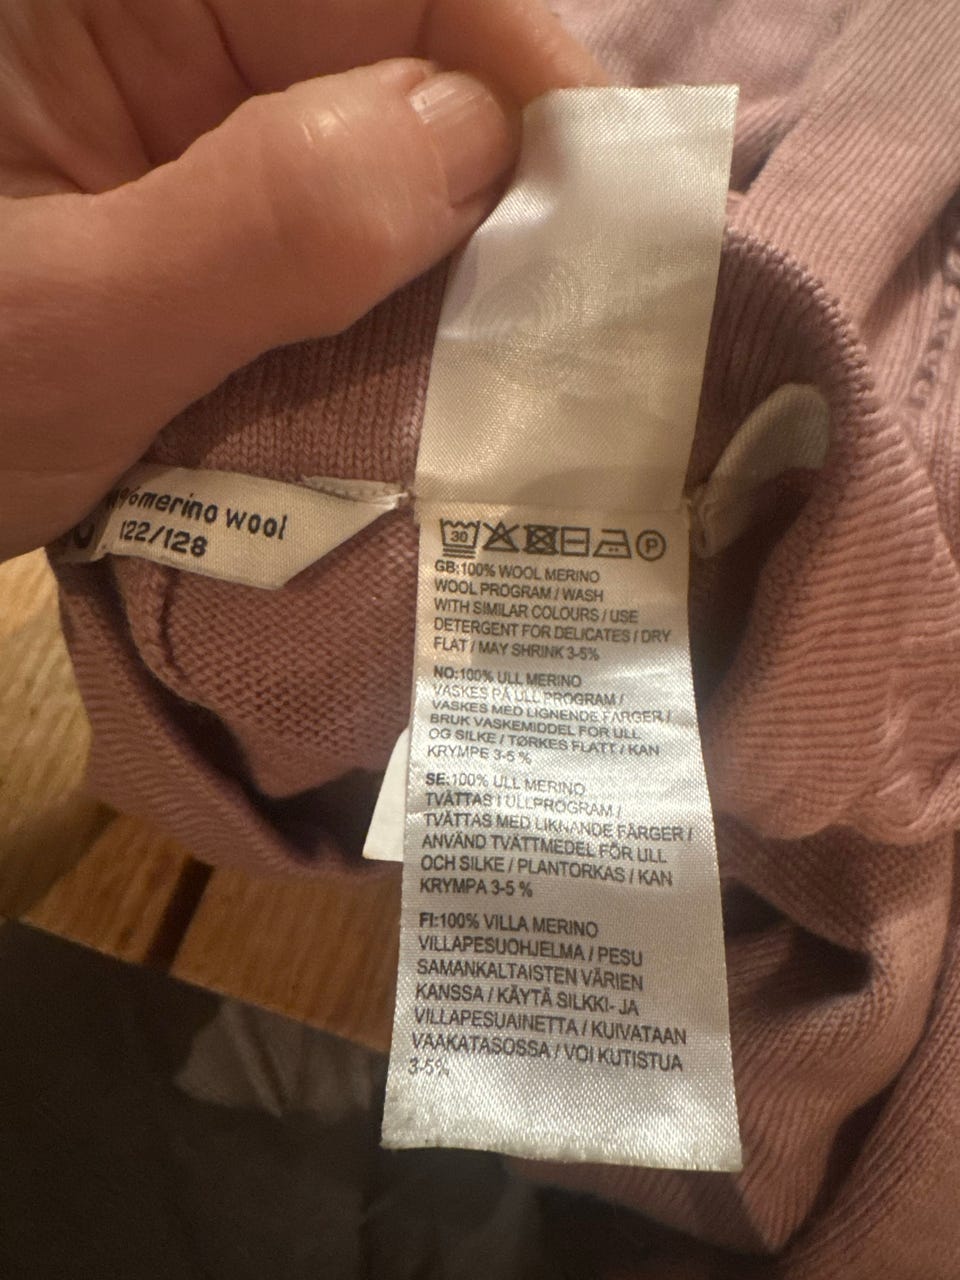 %merino wool
122/128
30 P
GB:100% WOOL MERINO
WOOL PROGRAM / WASH
WITH SIMILAR COLOURS / USE
DETERGENT FOR DELICATES / DRY
FLAT / MAY SHRINK 3-5%
NO:100% ULL MERINO
VASKES PÅ ULL PROGRAM /
VASKES MED LIGNENDE FARGER /
BRUK VASKEMIDDEL FOR ULL
OG SILKE / TØRKES FLATT / KAN
KRYMPE 3-5 %
SE:100% ULL MERINO
TVÄTTAS I ULLPROGRAM /
TVÄTTAS MED LIKNANDE FÄRGER /
ANVÄND TVÄTTMEDEL FÖR ULL
OCH SILKE / PLANTORKAS / KAN
KRYMPA 3-5 %
FI:100% VILLA MERINO
VILLAPESUOHJELMA / PESU
SAMANKALTAISTEN VÄRIEN
KANSSA / KÄYTÄ SILKKI- JA
VILLAPESUAINETTA / KUIVATAAN
VAAKATASOSSA / VOI KUTISTUA
3-5%